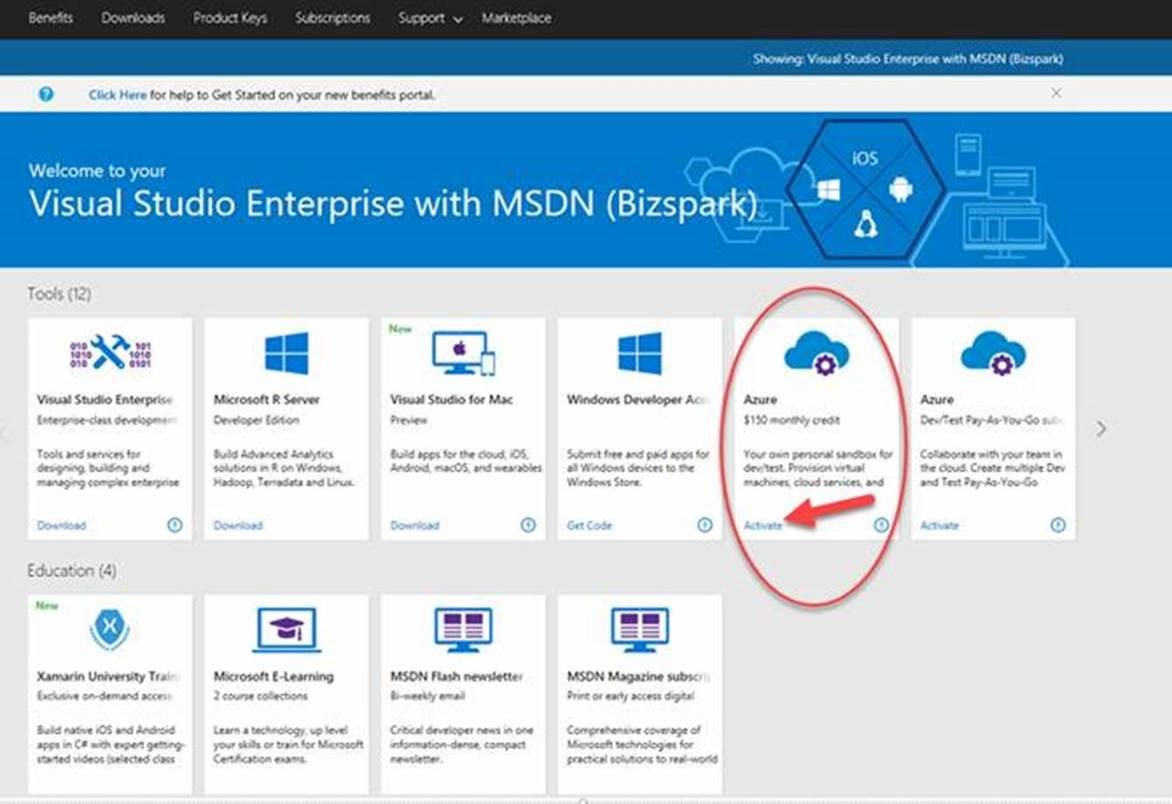 Benefits Downloads Product Keys Subscriptions Support Marketplace
Showing: Visual Studio Enterprise with MSDN (Bizspark)
Click Here for help to Get Started on your new benefits portal.
Welcome to your
Visual Studio Enterprise with MSDN (Bizspark)
iOS
Tools (12)
010 101
1010 1010
010 0101
Visual Studio Enterprise
Enterprise-class development
Tools and services for
designing, building and
managing complex enterprise
Download
Microsoft R Server
Developer Edition
Build Advanced Analytics
solutions in R on Windows,
Hadoop, Terradata and Linux.
Download
New
Visual Studio for Mac
Preview
Build apps for the cloud, iOS,
Android, macOS, and wearables
Download
Windows Developer
Submit free and paid apps for
all Windows devices to the
Windows Store.
Get Code
Azure
$150 monthly credit
Your own personal sandbox for
dev/test. Provision virtual
machines, cloud services, and
Activate
Azure
Dev/Test Pay-As-You-Go
Collaborate with your team in
the cloud. Create multiple Dev
and Test Pay-As-You-Go
Activate
Education (4)
New
Xamarin University
Exclusive on-demand access
Build native iOS and Android
apps in C# with expert getting-
started videos (selected class
Microsoft E-Learning
2 course collections
Learn a technology, up level
your skills or train for Microsoft
Certification exams.
MSDN Flash newsletter
Bi-weekly email
Critical developer news in one
information-dense, compact
newsletter.
MSDN Magazine
Print or early access digital
Comprehensive coverage of
Microsoft technologies for
practical solutions to real-world